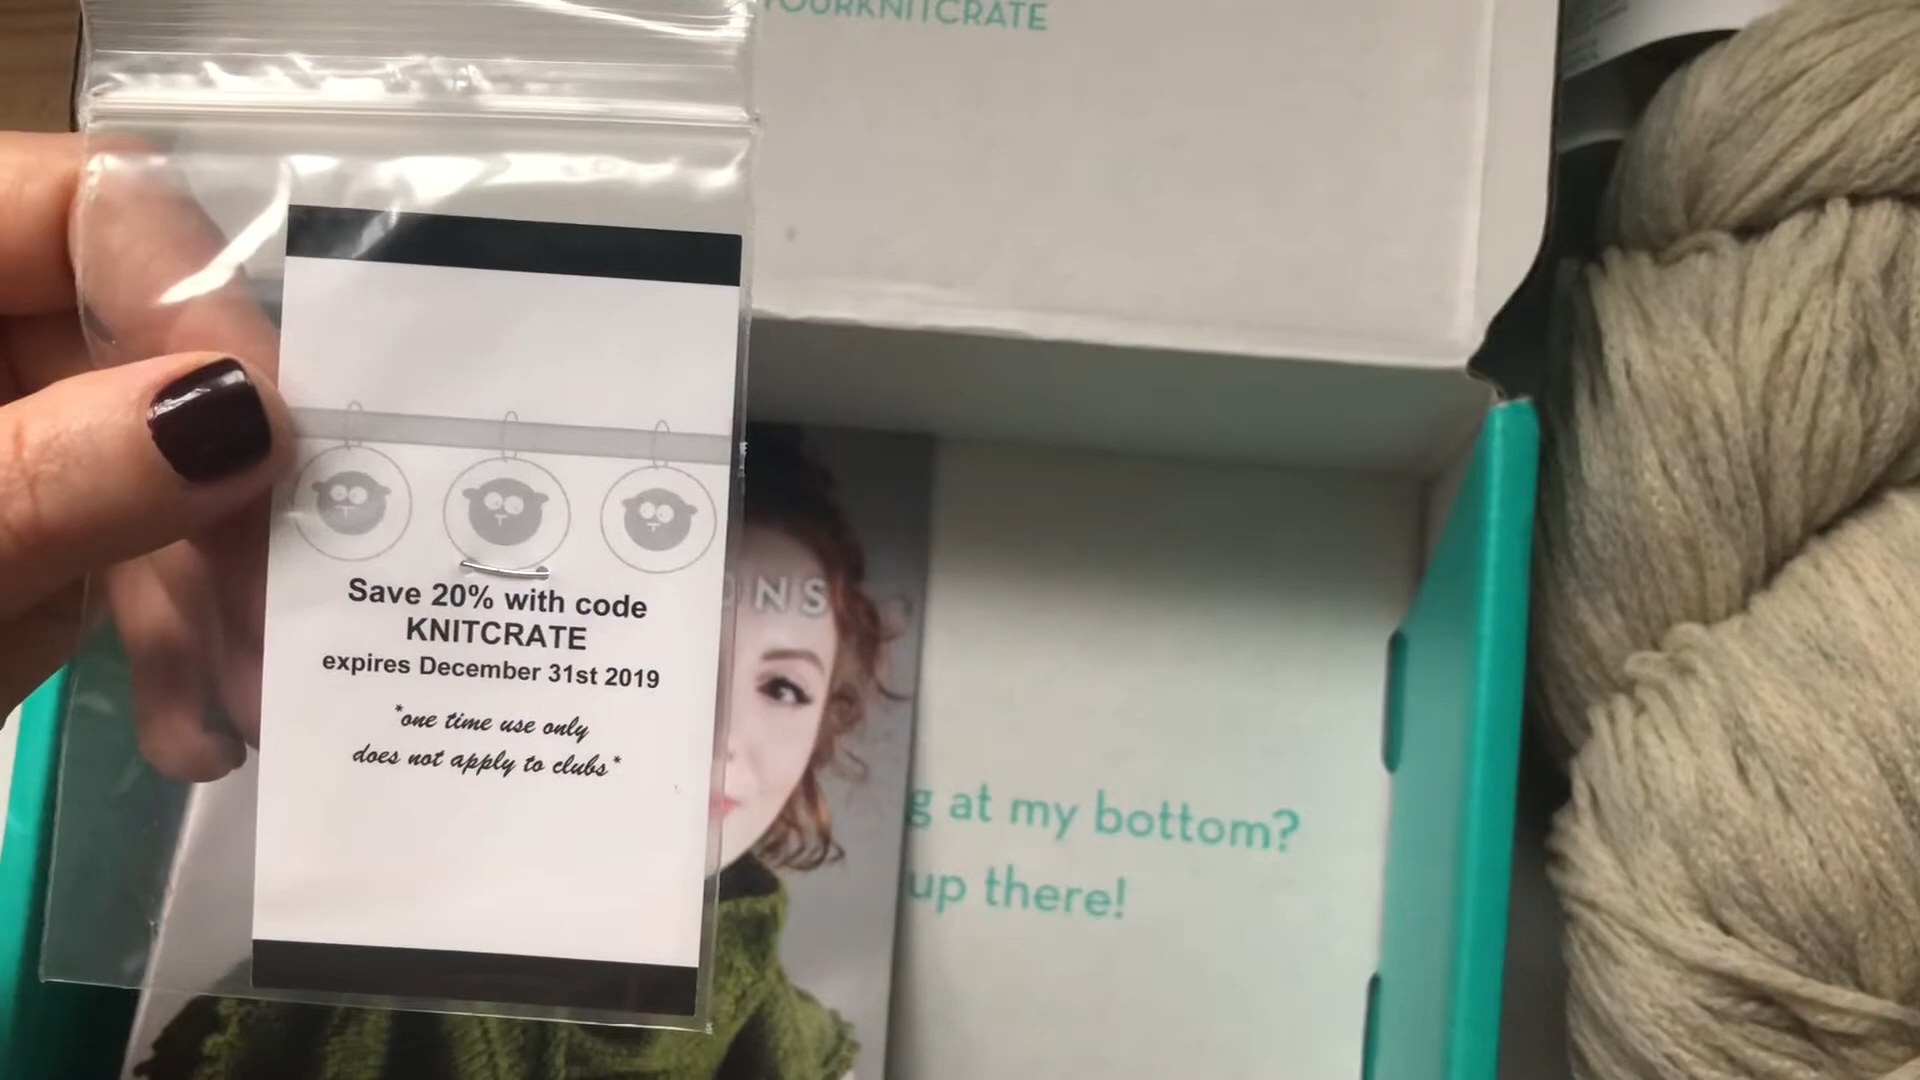 YOURKNITCRATE
Save 20% with code
KNITCRATE
expires December 31st 2019
*one time use only
does not apply to clubs*
ONS
g at my bottom?
up there!